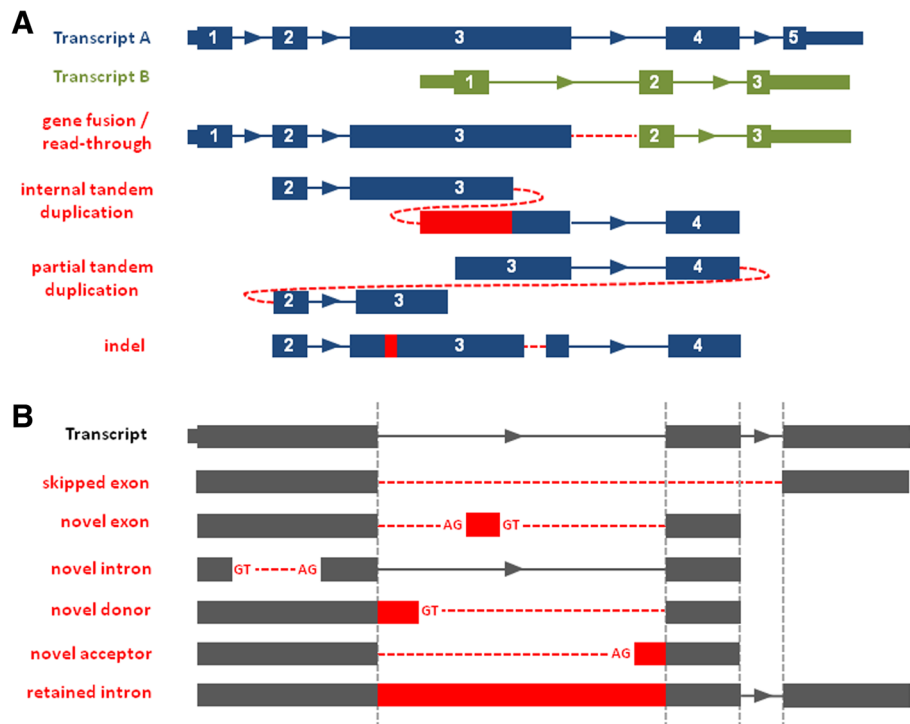 A
Transcript A 1 2 3 4 5
Transcript B 1 2 3
gene fusion /
read-through 1 2 3 2 3
internal tandem
duplication 2 3
4
partial tandem
duplication 3 4
2 3
indel 2 3 4
B
Transcript
skipped exon
novel exon AG GT
novel intron GT AG
novel donor GT
novel acceptor AG
retained intron